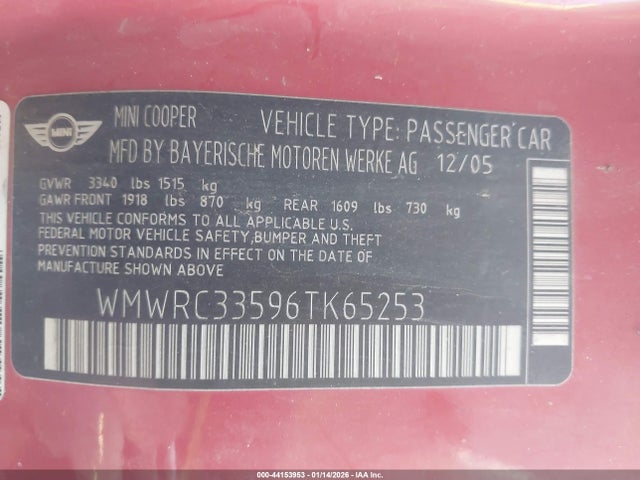 MINI
MINI COOPER
VEHICLE TYPE: PASSENGER CAR
MFD BY BAYERISCHE MOTOREN WERKE AG 12/05
GVWR 3340 lbs 1515 kg
GAWR FRONT 1918 lbs 870 kg REAR 1609 lbs 730 kg
THIS VEHICLE CONFORMS TO ALL APPLICABLE U.S.
FEDERAL MOTOR VEHICLE SAFETY,BUMPER AND THEFT
PREVENTION STANDARDS IN EFFECT ON THE DATE OF
MANUFACTURE SHOWN ABOVE.
WMWRC33596TK65253
000-44153953 - 01/14/2026 - IAA Inc.